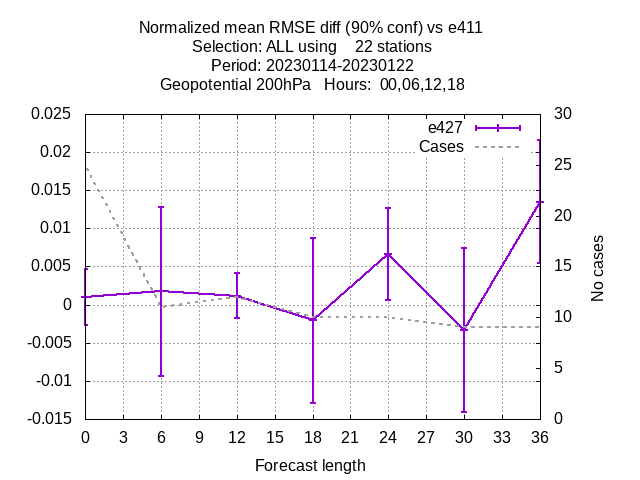 Normalized mean RMSE diff (90% conf) vs e411
Selection: ALL using    22 stations
Period: 20230114-20230122
Geopotential 200hPa   Hours:  00,06,12,18
0.025
0.02
0.015
0.01
0.005
0
-0.005
-0.01
-0.015
e427
Cases
30
25
20
15
10
5
0
No cases
0 3 6 9 12 15 18 21 24 27 30 33 36
Forecast length